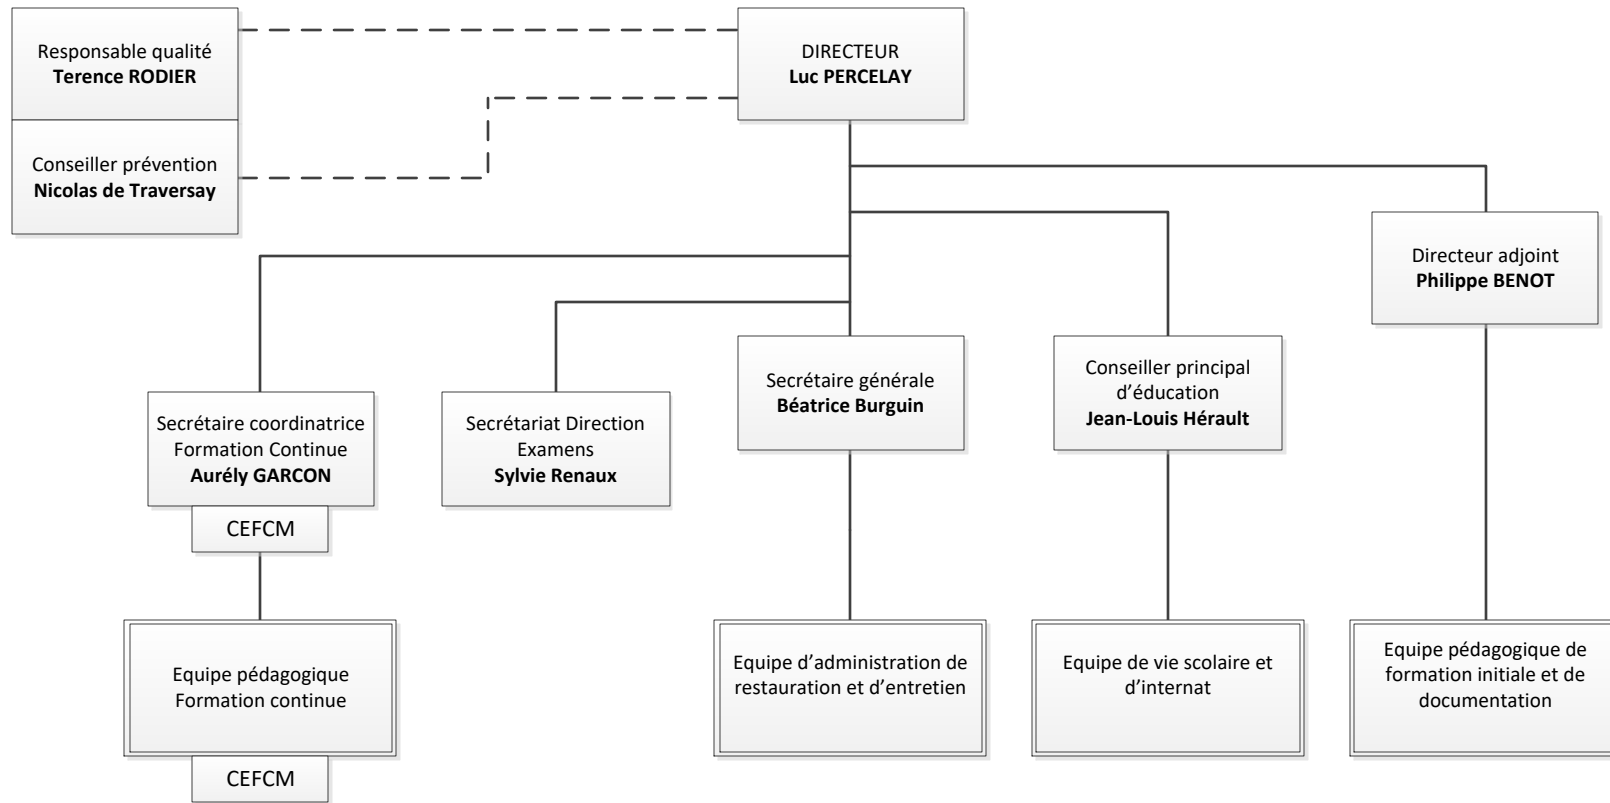 Responsable qualité
Terence RODIER
DIRECTEUR
Luc PERCELAY
Conseiller prévention
Nicolas de Traversay
Directeur adjoint
Philippe BENOT
Secrétaire coordinatrice
Formation Continue
Aurély GARCON
CEFCM
Secrétariat Direction
Examens
Sylvie Renaux
Secrétaire générale
Béatrice Burguin
Conseiller principal
d’éducation
Jean-Louis Hérault
Equipe pédagogique
Formation continue
CEFCM
Equipe d’administration de
restauration et d’entretien
Equipe de vie scolaire et
d’internat
Equipe pédagogique de
formation initiale et de
documentation